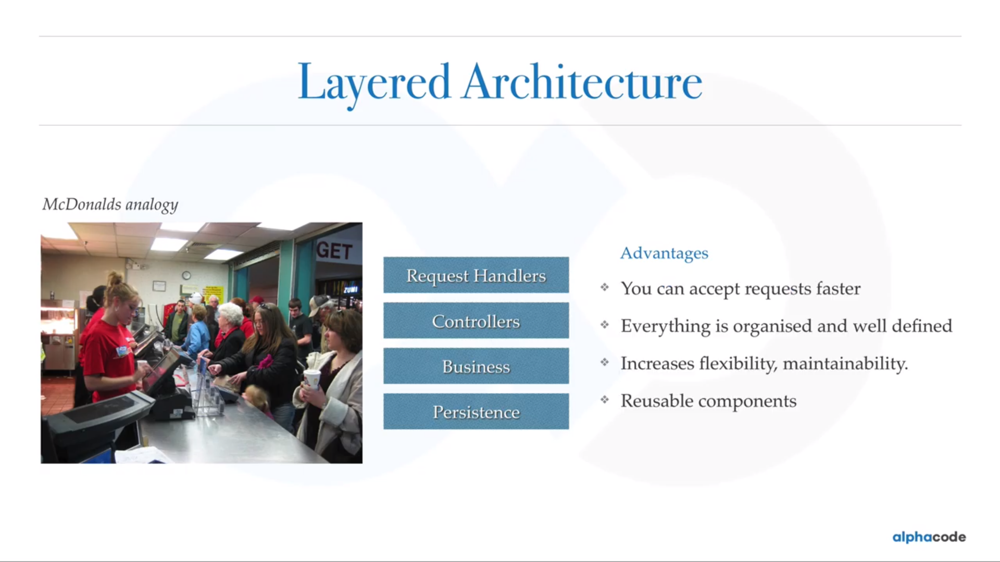 Layered Architecture
McDonalds analogy
GET
ZUMI
Request Handlers
Controllers
Business
Persistence
Advantages
You can accept requests faster
Everything is organised and well defined
Increases flexibility, maintainability.
Reusable components
alphacode